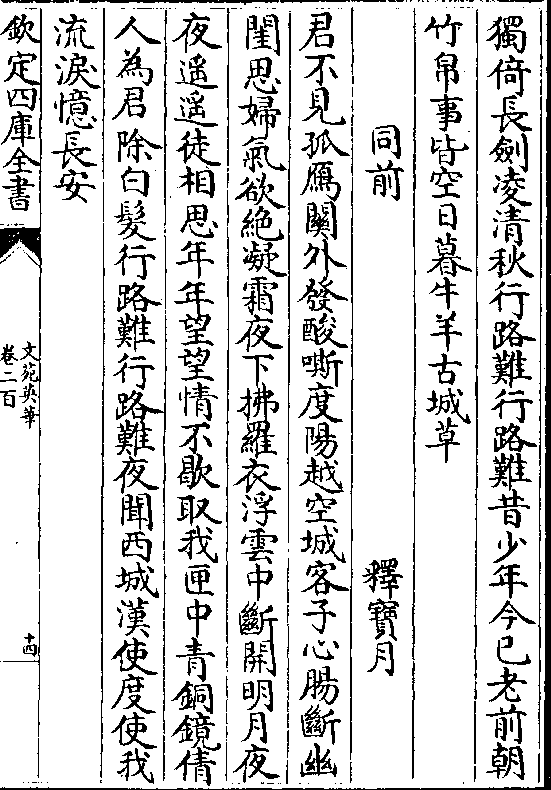 獨倚長劍凌清秋行路難行路難昔少年今已老前朝
竹帛事皆空日暮牛羊古城草
同前 釋寶月
君不見孤鴈關外發酸嘶度陽越空城客子心腸斷幽
閨思婦氣欲絶凝霜夜下拂羅衣浮雲中斷開明月夜
夜遥遥徒相思年年望望情不歇取我匣中青銅鏡倩
人為君除白髮行路難行路難夜聞西城漢使度使我
流淚憶長安
欽定四庫全書
文苑英華
卷二百
十四